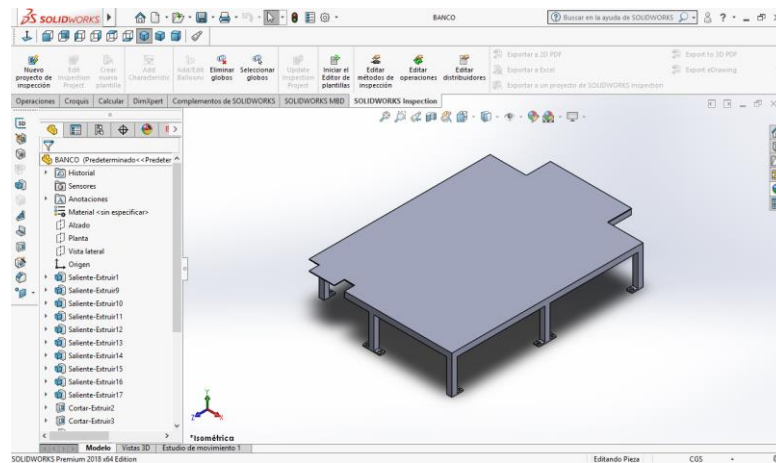 SOLIDWORKS
BANCO
Buscar en la ayuda de SOLIDWORKS
Nuevo proyecto de inspección
Edit Inspection Project
Crear nueva plantilla
Add Characteristic
Add/Edit Balloons
Eliminar globos
Seleccionar globos
Update Inspection Project
Iniciar el Editor de plantillas
Editar métodos de inspección
Editar operaciones
Editar distribuidores
Exportar a 2D PDF
Exportar a Excel
Exportar a un proyecto de SOLIDWORKS Inspection
Export to 3D PDF
Export eDrawing
Operaciones Croquis Calcular DimXpert Complementos de SOLIDWORKS SOLIDWORKS MBD SOLIDWORKS Inspection
BANCO (Predeterminado<<Predeter
Historial
Sensores
Anotaciones
Material <sin especificar>
Alzado
Planta
Vista lateral
Origen
Saliente-Extruir1
Saliente-Extruir9
Saliente-Extruir10
Saliente-Extruir11
Saliente-Extruir12
Saliente-Extruir13
Saliente-Extruir14
Saliente-Extruir15
Saliente-Extruir16
Saliente-Extruir17
Cortar-Extruir2
Cortar-Extruir3
Y
Z X
*Isométrica
Modelo Vistas 3D Estudio de movimiento 1
SOLIDWORKS Premium 2018 x64 Edition
Editando Pieza CGS